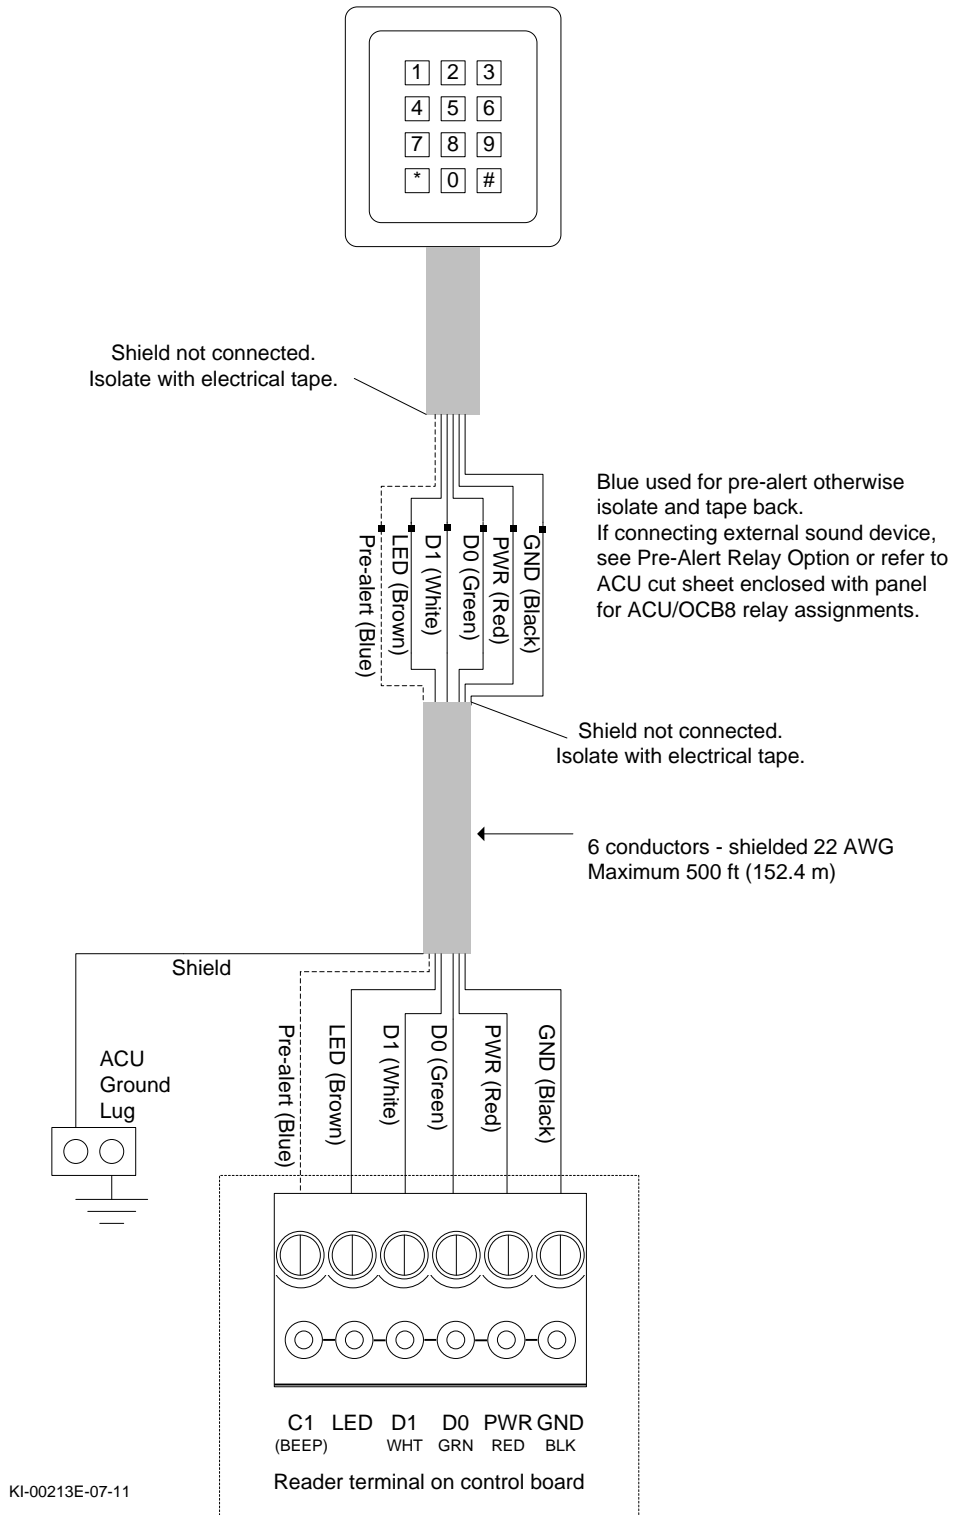 1 2 3
4 5 6
7 8 9
* 0 #
Shield not connected.
Isolate with electrical tape.
Blue used for pre-alert otherwise
isolate and tape back.
If connecting external sound device,
see Pre-Alert Relay Option or refer to
ACU cut sheet enclosed with panel
for ACU/OCB8 relay assignments.
Pre-alert (Blue)
LED (Brown)
D1 (White)
D0 (Green)
PWR (Red)
GND (Black)
Shield not connected.
Isolate with electrical tape.
6 conductors - shielded 22 AWG
Maximum 500 ft (152.4 m)
Shield
ACU
Ground
Lug
Pre-alert (Blue)
LED (Brown)
D1 (White)
D0 (Green)
PWR (Red)
GND (Black)
C1 LED D1 D0 PWR GND
(BEEP) WHT GRN RED BLK
Reader terminal on control board
KI-00213E-07-11